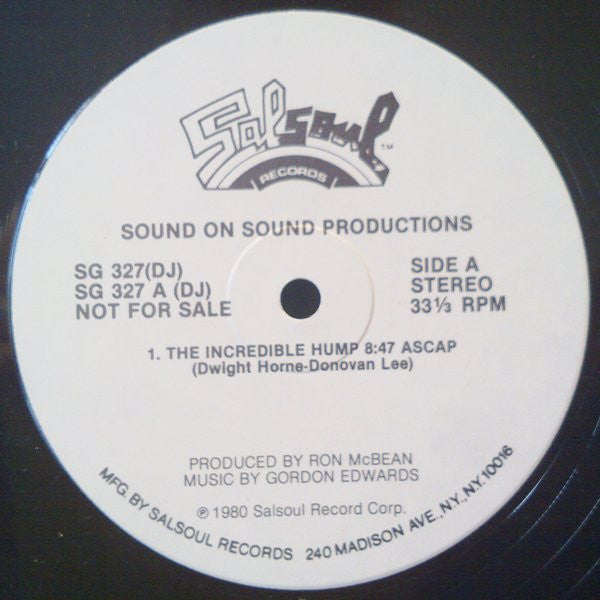 Salsoul TM
RECORDS
SOUND ON SOUND PRODUCTIONS
SG 327(DJ)
SG 327 A (DJ)
NOT FOR SALE
SIDE A
STEREO
33⅓ RPM
1. THE INCREDIBLE HUMP 8:47 ASCAP
(Dwight Horne-Donovan Lee)
PRODUCED BY RON McBEAN
MUSIC BY GORDON EDWARDS
℗ 1980 Salsoul Record Corp.
MFG. BY SALSOUL RECORDS 240 MADISON AVE., N.Y., N.Y. 10016